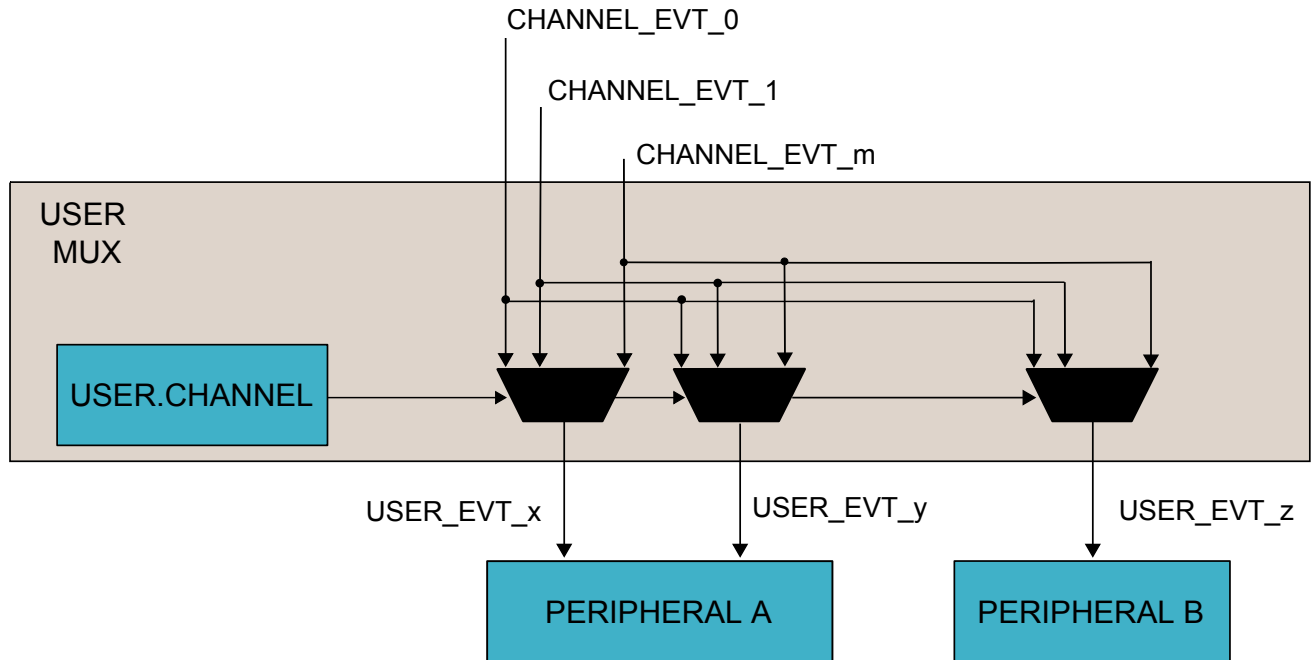 CHANNEL_EVT_0
CHANNEL_EVT_1
CHANNEL_EVT_m
USER
MUX
USER.CHANNEL
USER_EVT_x
USER_EVT_y
USER_EVT_z
PERIPHERAL A
PERIPHERAL B